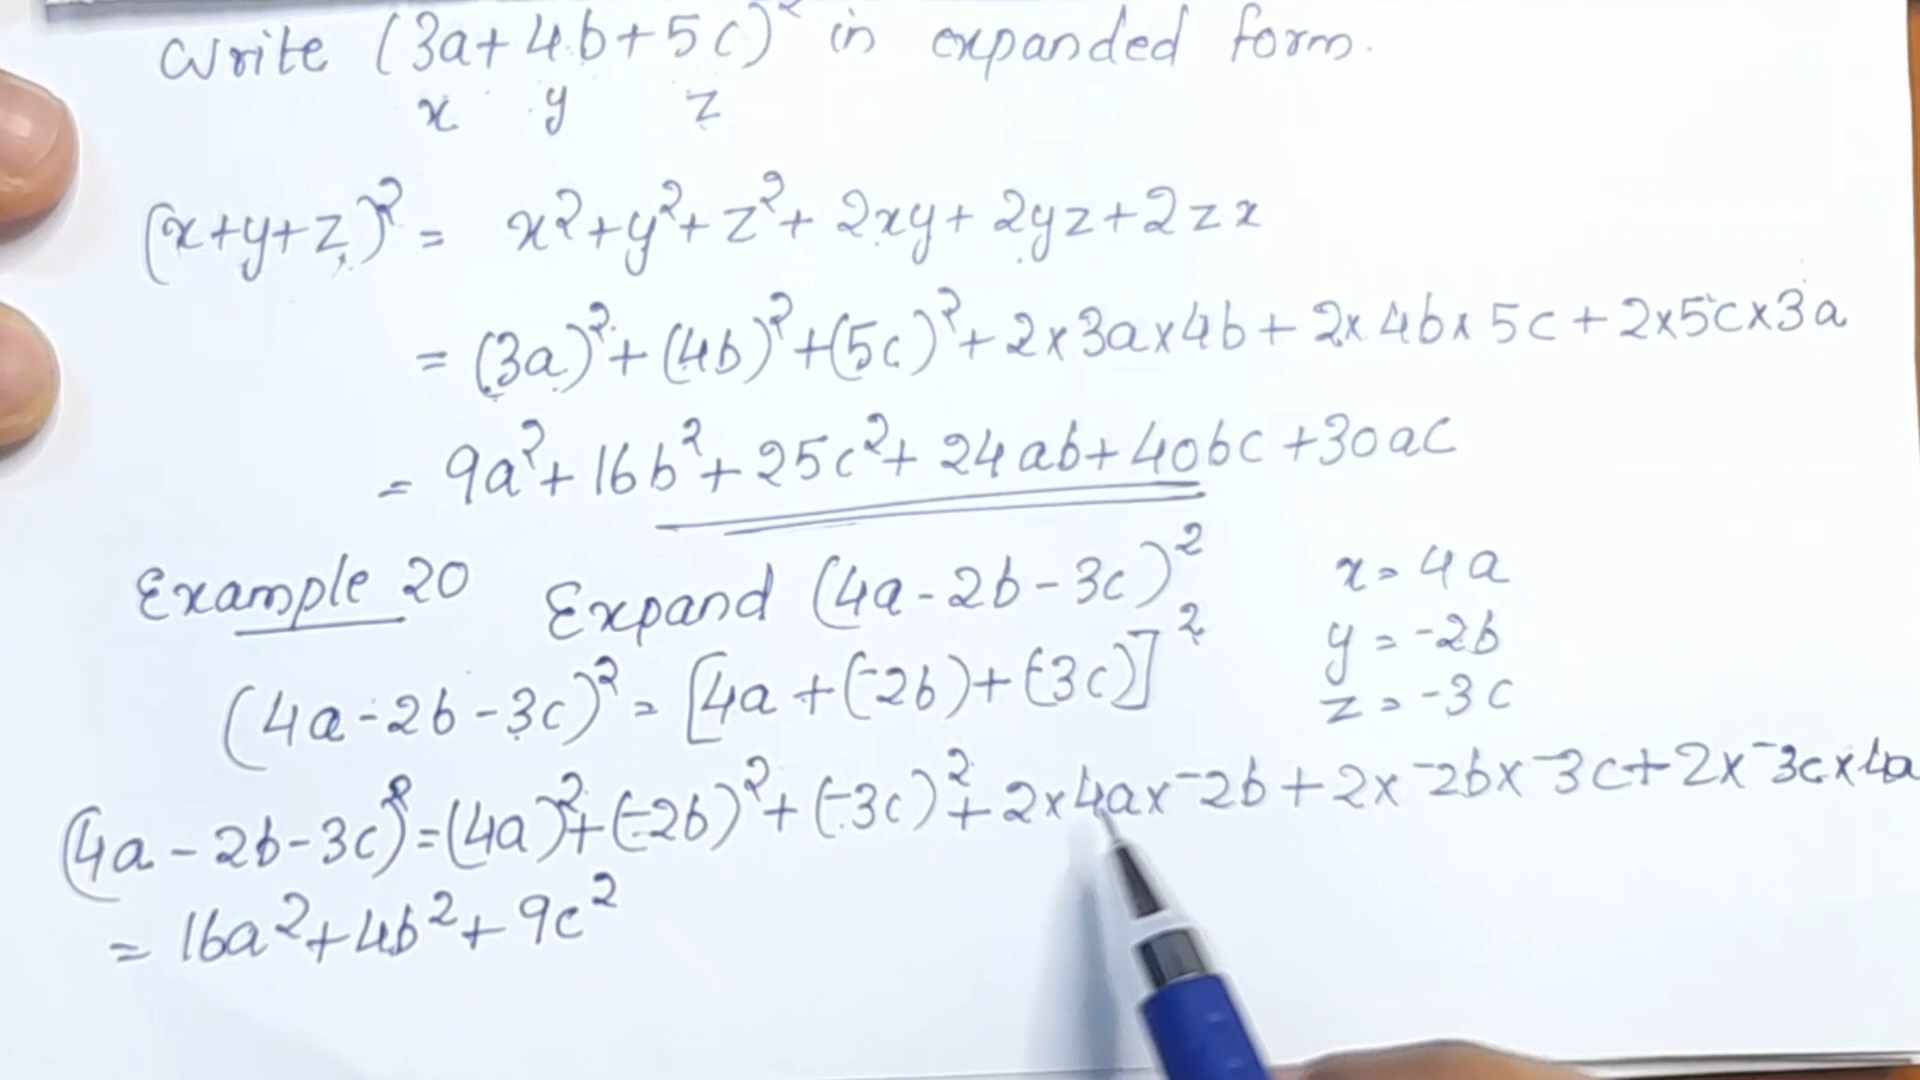 Write (3a+4b+5c)² in expanded form.
x y z
(x+y+z)² = x²+y²+z²+2xy+2yz+2zx
= (3a)²+(4b)²+(5c)²+2×3a×4b+2×4b×5c+2×5c×3a
= 9a²+16b²+25c²+24ab+40bc+30ac
Example 20 Expand (4a-2b-3c)²
x=4a
y=-2b
z=-3c
(4a-2b-3c)²=[4a+(-2b)+(-3c)]²
(4a-2b-3c)²=(4a)²+(-2b)²+(-3c)²+2×4a×-2b+2×-2b×-3c+2×-3c×4a
= 16a²+4b²+9c²